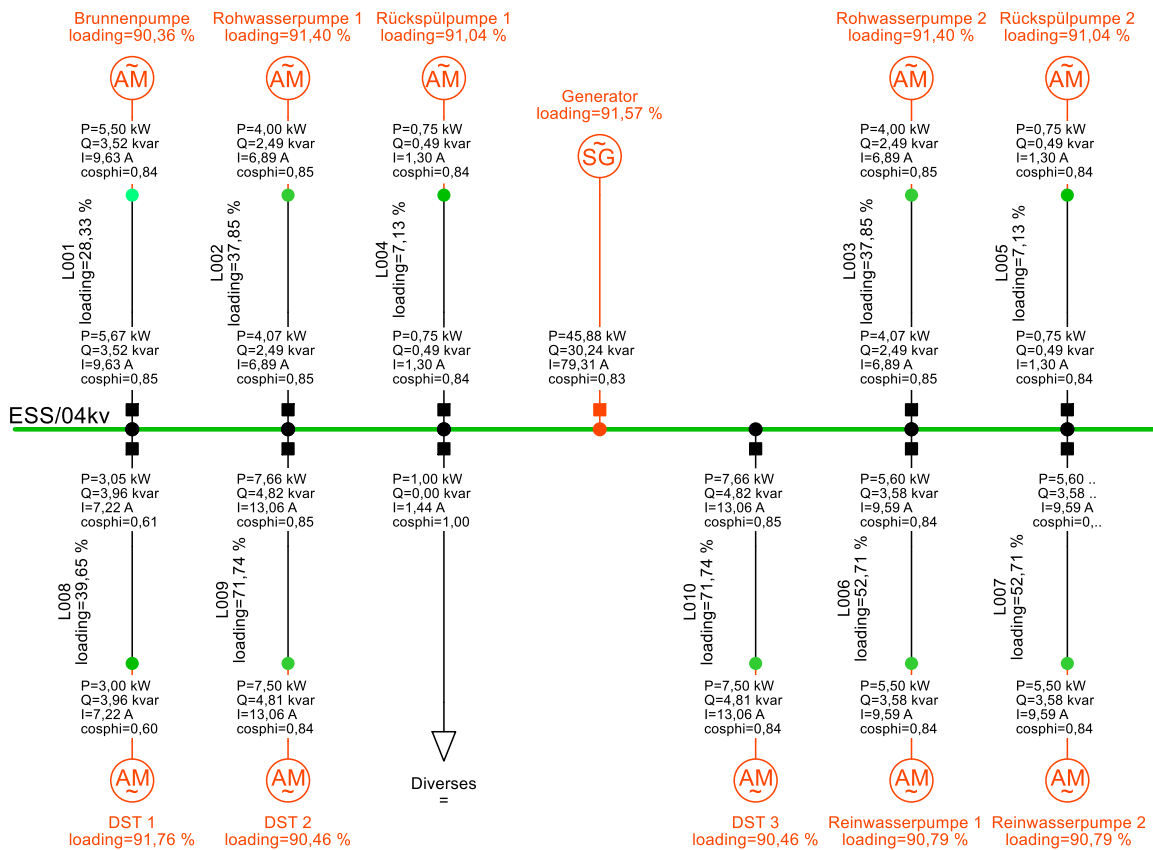 Brunnenpumpe
loading=90,36 %
AM
~
Rohwasserpumpe 1
loading=91,40 %
AM
~
Rückspülpumpe 1
loading=91,04 %
AM
~
Generator
loading=91,57 %
SG
~
Rohwasserpumpe 2
loading=91,40 %
AM
~
Rückspülpumpe 2
loading=91,04 %
AM
~
P=5,50 kW
Q=3,52 kvar
I=9,63 A
cosphi=0,84
P=4,00 kW
Q=2,49 kvar
I=6,89 A
cosphi=0,85
P=0,75 kW
Q=0,49 kvar
I=1,30 A
cosphi=0,84
P=4,00 kW
Q=2,49 kvar
I=6,89 A
cosphi=0,85
P=0,75 kW
Q=0,49 kvar
I=1,30 A
cosphi=0,84
L001
loading=28,33 %
L002
loading=37,85 %
L004
loading=7,13 %
L003
loading=37,85 %
L005
loading=7,13 %
P=5,67 kW
Q=3,52 kvar
I=9,63 A
cosphi=0,85
P=4,07 kW
Q=2,49 kvar
I=6,89 A
cosphi=0,85
P=0,75 kW
Q=0,49 kvar
I=1,30 A
cosphi=0,84
P=45,88 kW
Q=30,24 kvar
I=79,31 A
cosphi=0,83
P=4,07 kW
Q=2,49 kvar
I=6,89 A
cosphi=0,85
P=0,75 kW
Q=0,49 kvar
I=1,30 A
cosphi=0,84
ESS/04kv
P=3,05 kW
Q=3,96 kvar
I=7,22 A
cosphi=0,61
P=7,66 kW
Q=4,82 kvar
I=13,06 A
cosphi=0,85
P=1,00 kW
Q=0,00 kvar
I=1,44 A
cosphi=1,00
P=7,66 kW
Q=4,82 kvar
I=13,06 A
cosphi=0,85
P=5,60 kW
Q=3,58 kvar
I=9,59 A
cosphi=0,84
P=5,60 ..
Q=3,58 ..
I=9,59 A
cosphi=0,..
L008
loading=39,65 %
L009
loading=71,74 %
L010
loading=71,74 %
L006
loading=52,71 %
L007
loading=52,71 %
P=3,00 kW
Q=3,96 kvar
I=7,22 A
cosphi=0,60
P=7,50 kW
Q=4,81 kvar
I=13,06 A
cosphi=0,84
P=7,50 kW
Q=4,81 kvar
I=13,06 A
cosphi=0,84
P=5,50 kW
Q=3,58 kvar
I=9,59 A
cosphi=0,84
P=5,50 kW
Q=3,58 kvar
I=9,59 A
cosphi=0,84
AM
~
DST 1
loading=91,76 %
AM
~
DST 2
loading=90,46 %
Diverses
=
AM
~
DST 3
loading=90,46 %
AM
~
Reinwasserpumpe 1
loading=90,79 %
AM
~
Reinwasserpumpe 2
loading=90,79 %